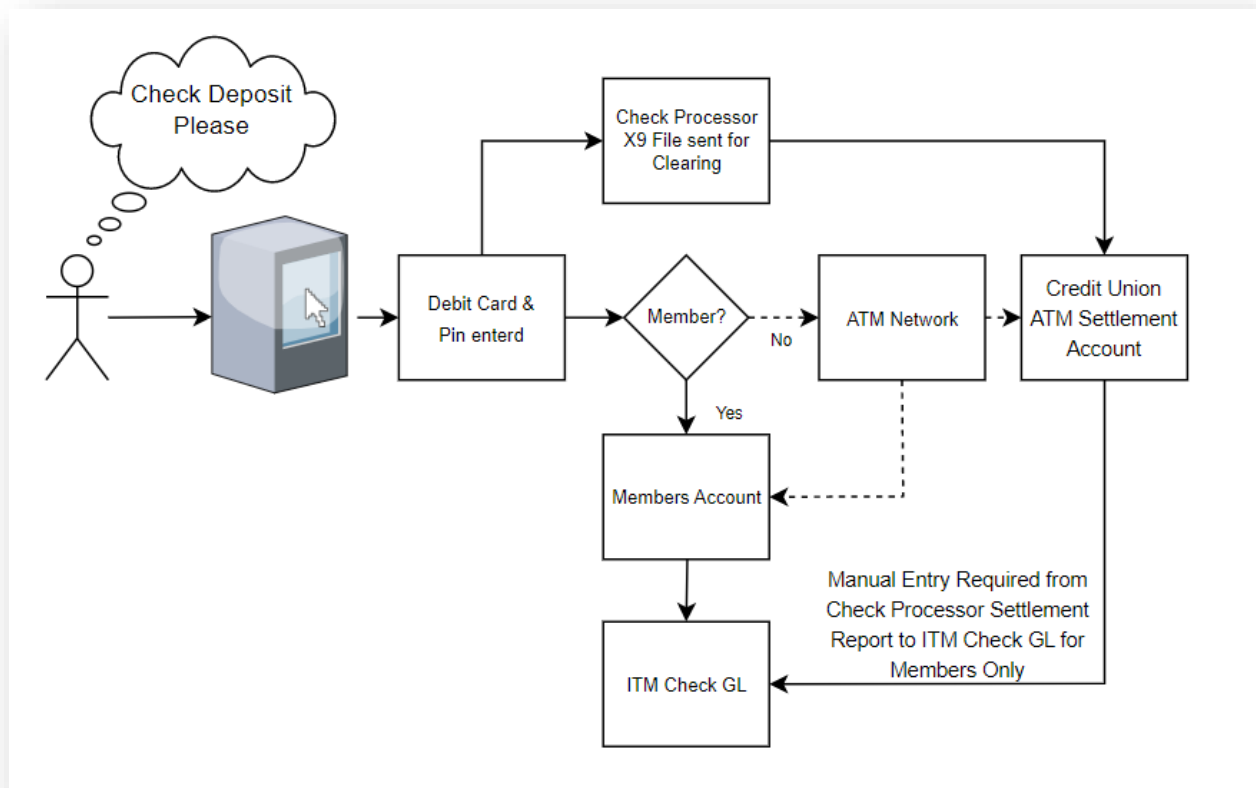 Check Deposit
Please
Check Processor
X9 File sent for
Clearing
Debit Card &
Pin enterd
Member?
No
ATM Network
Credit Union
ATM Settlement
Account
Yes
Members Account
Manual Entry Required from
Check Processor Settlement
Report to ITM Check GL for
Members Only
ITM Check GL